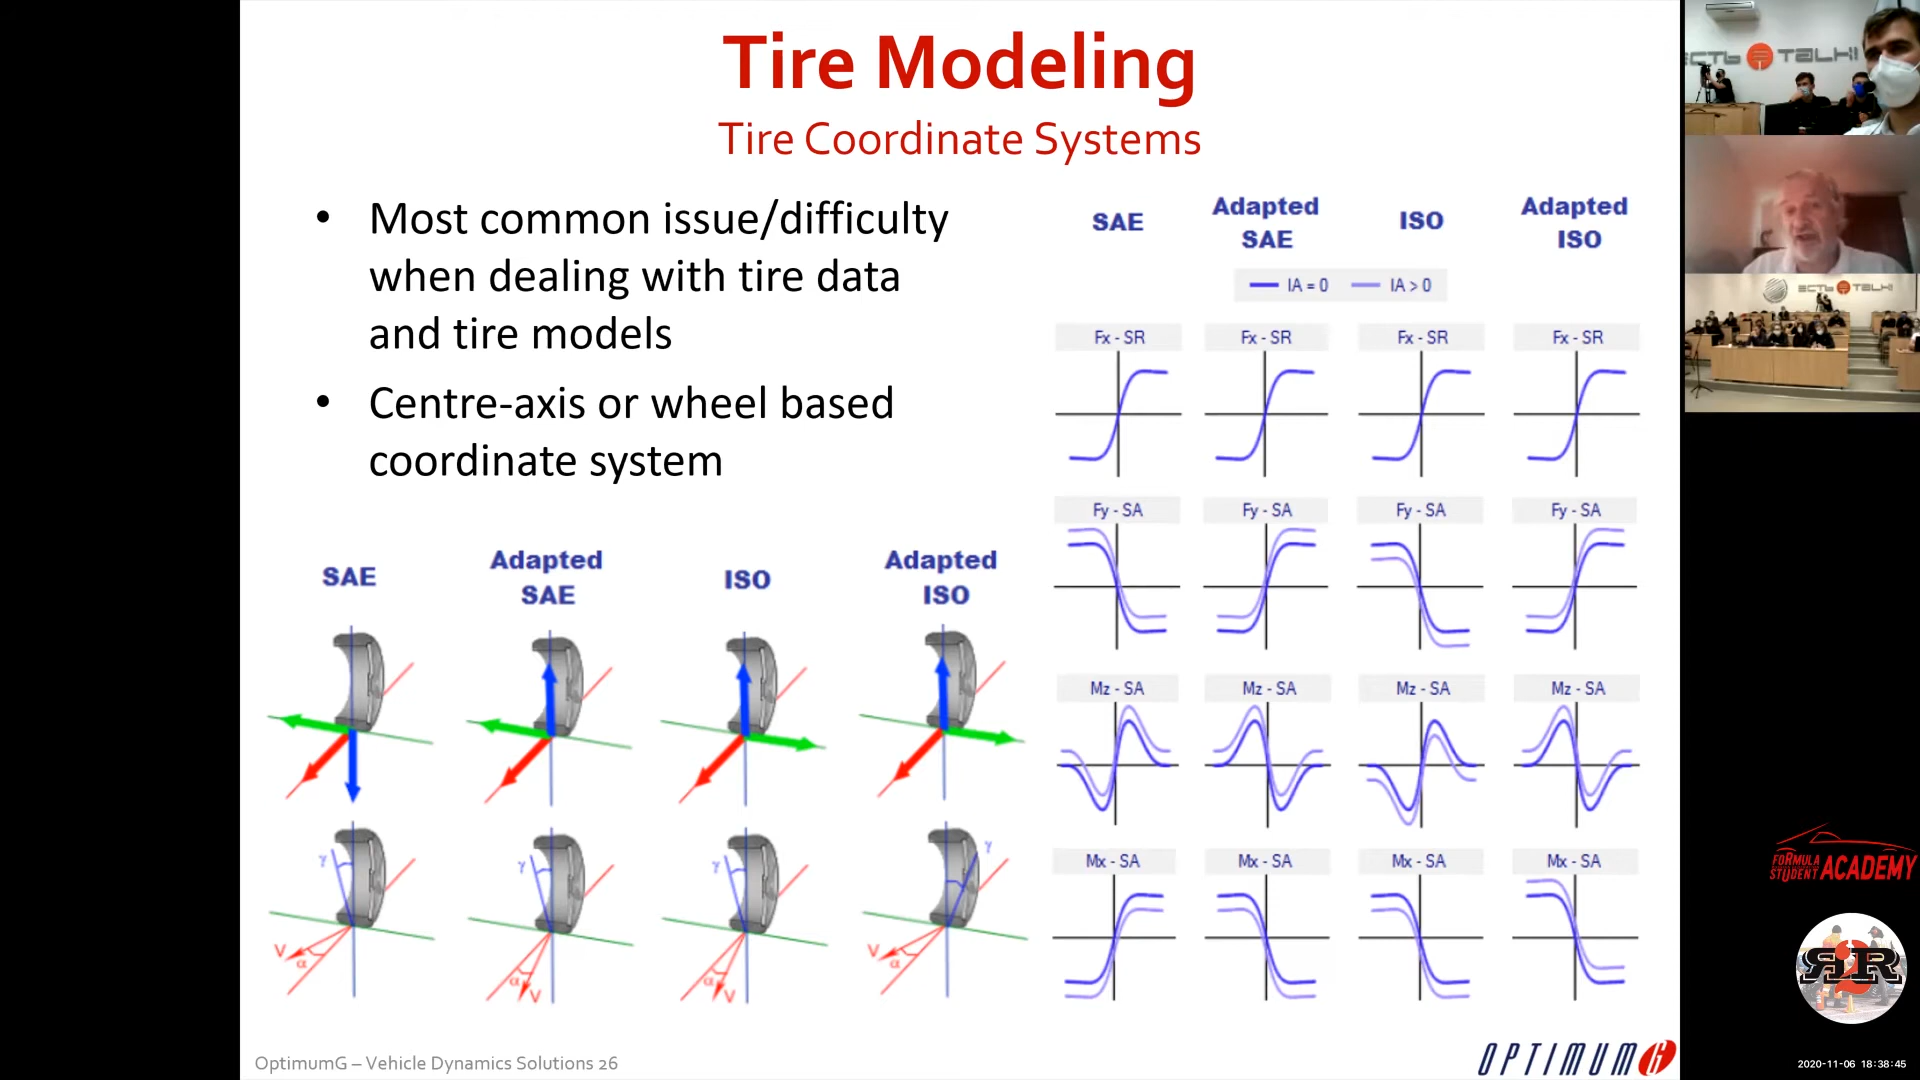 Tire Modeling
Tire Coordinate Systems
• Most common issue/difficulty
when dealing with tire data
and tire models
• Centre-axis or wheel based
coordinate system
SAE
Adapted
SAE
ISO
Adapted
ISO
γ
γ
γ
γ
V
α
α
V
α
V
V
α
SAE
Adapted
SAE
ISO
Adapted
ISO
IA = 0
IA > 0
Fx - SR
Fx - SR
Fx - SR
Fx - SR
Fy - SA
Fy - SA
Fy - SA
Fy - SA
Mz - SA
Mz - SA
Mz - SA
Mz - SA
Mx - SA
Mx - SA
Mx - SA
Mx - SA
OptimumG – Vehicle Dynamics Solutions 26
OPTIMUM G
TALK!
ЕСТЬ TALK!
FORMULA
STUDENT ACADEMY
2020-11-06 18:38:45